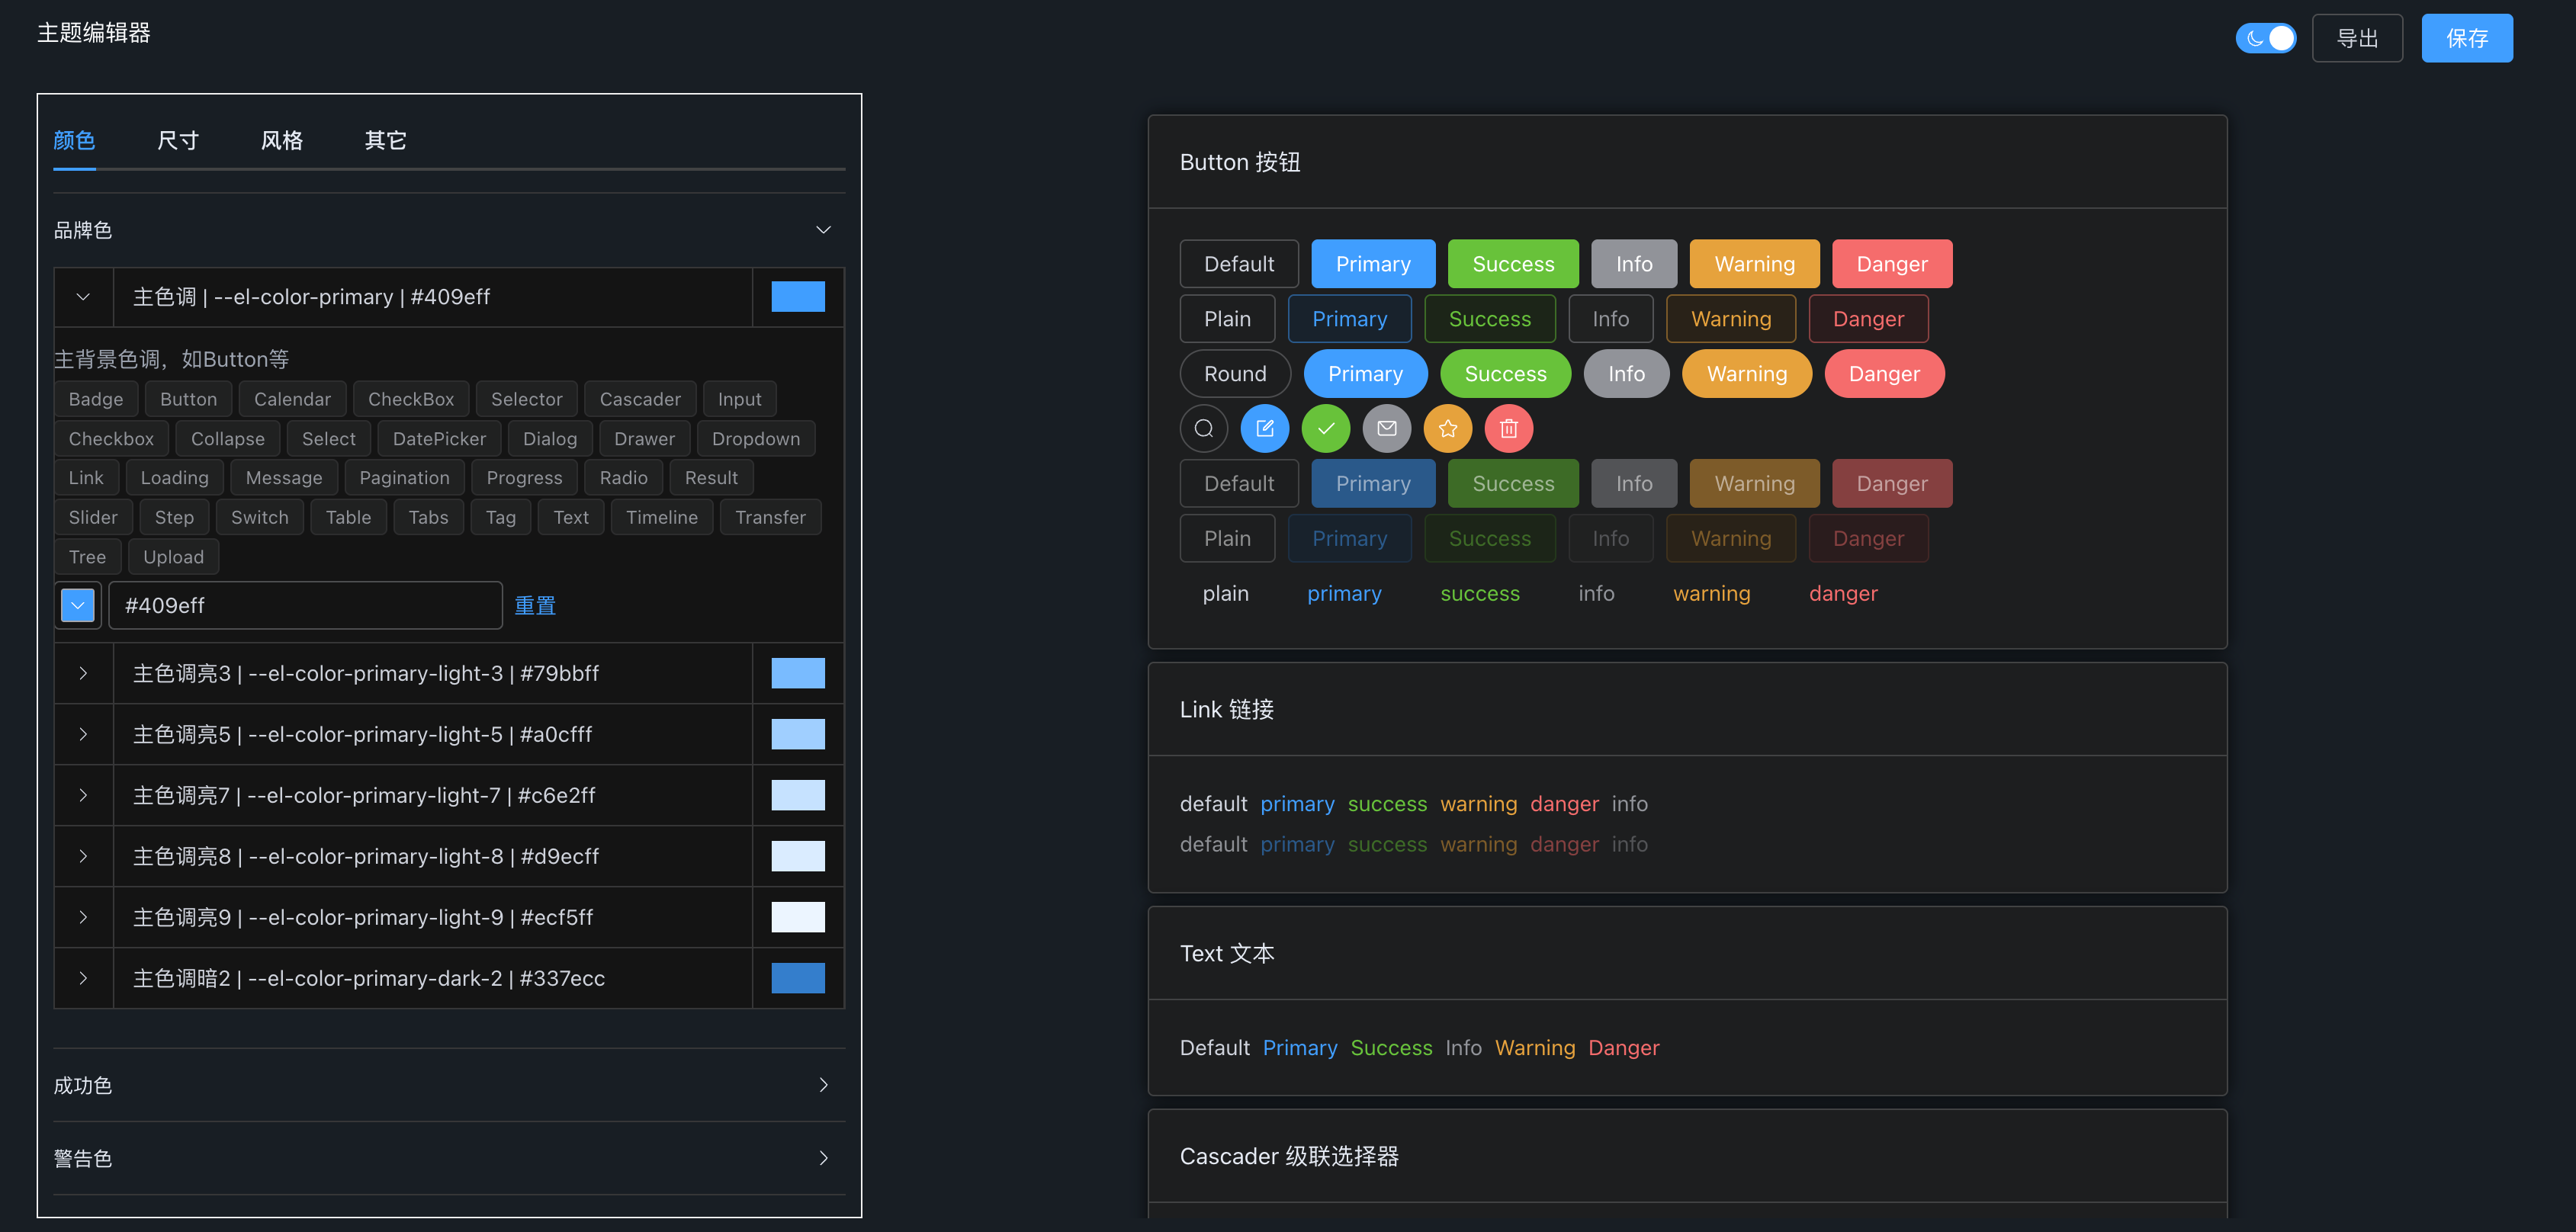 主题编辑器
导出 保存
颜色 尺寸 风格 其它
品牌色
主色调 | --el-color-primary | #409eff
主背景色调，如Button等
Badge Button Calendar CheckBox Selector Cascader Input
Checkbox Collapse Select DatePicker Dialog Drawer Dropdown
Link Loading Message Pagination Progress Radio Result
Slider Step Switch Table Tabs Tag Text Timeline Transfer
Tree Upload
#409eff 重置
主色调亮3 | --el-color-primary-light-3 | #79bbff
主色调亮5 | --el-color-primary-light-5 | #a0cfff
主色调亮7 | --el-color-primary-light-7 | #c6e2ff
主色调亮8 | --el-color-primary-light-8 | #d9ecff
主色调亮9 | --el-color-primary-light-9 | #ecf5ff
主色调暗2 | --el-color-primary-dark-2 | #337ecc
成功色
警告色
Button 按钮
Default Primary Success Info Warning Danger
Plain Primary Success Info Warning Danger
Round Primary Success Info Warning Danger
Default Primary Success Info Warning Danger
Plain Primary Success Info Warning Danger
plain primary success info warning danger
Link 链接
default primary success warning danger info
default primary success warning danger info
Text 文本
Default Primary Success Info Warning Danger
Cascader 级联选择器